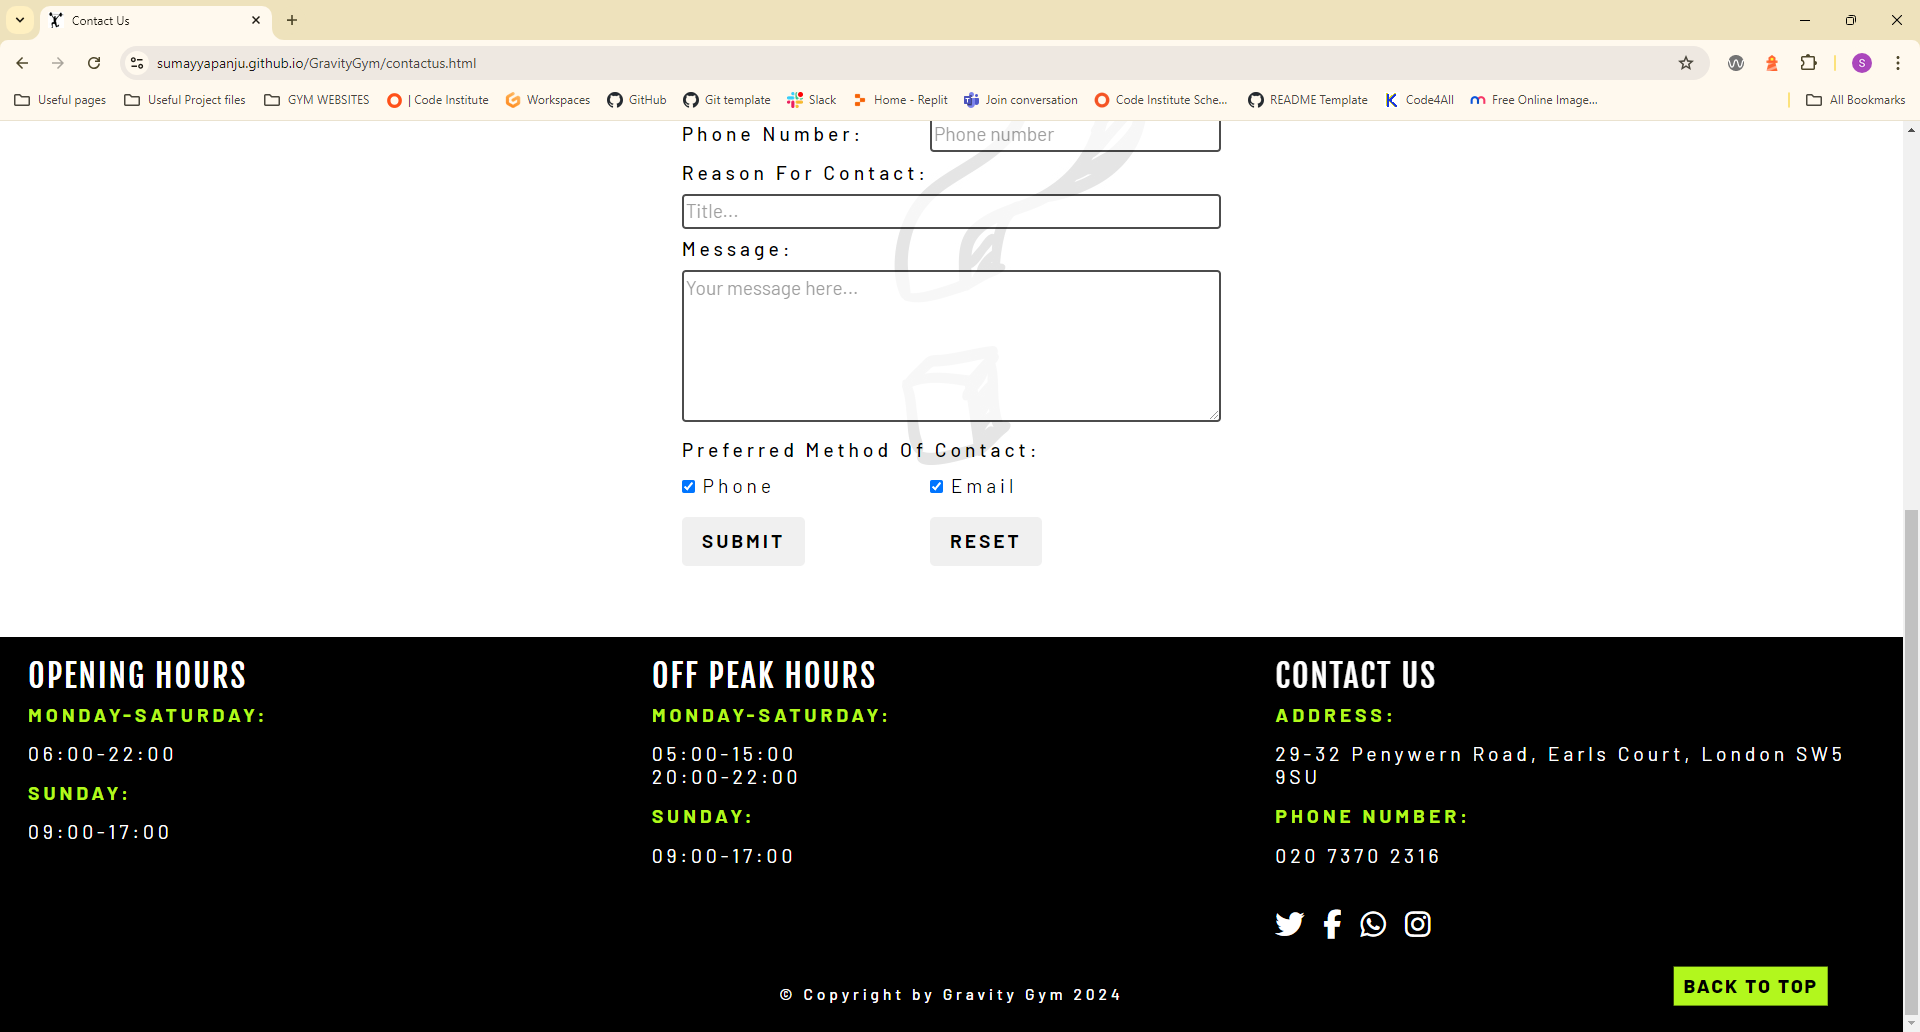 Contact Us
sumayyapanju.github.io/GravityGym/contactus.html
S
Useful pages
Useful Project files
GYM WEBSITES
| Code Institute
Workspaces
GitHub
Git template
Slack
Home - Replit
Join conversation
Code Institute Sche...
README Template
Code4All
Free Online Image...
All Bookmarks
Phone Number:
Phone number
Reason For Contact:
Title...
Message:
Your message here...
Preferred Method Of Contact:
Phone
Email
SUBMIT
RESET
OPENING HOURS
MONDAY-SATURDAY:
06:00-22:00
SUNDAY:
09:00-17:00
OFF PEAK HOURS
MONDAY-SATURDAY:
05:00-15:00
20:00-22:00
SUNDAY:
09:00-17:00
CONTACT US
ADDRESS:
29-32 Penywern Road, Earls Court, London SW5
9SU
PHONE NUMBER:
020 7370 2316
© Copyright by Gravity Gym 2024
BACK TO TOP